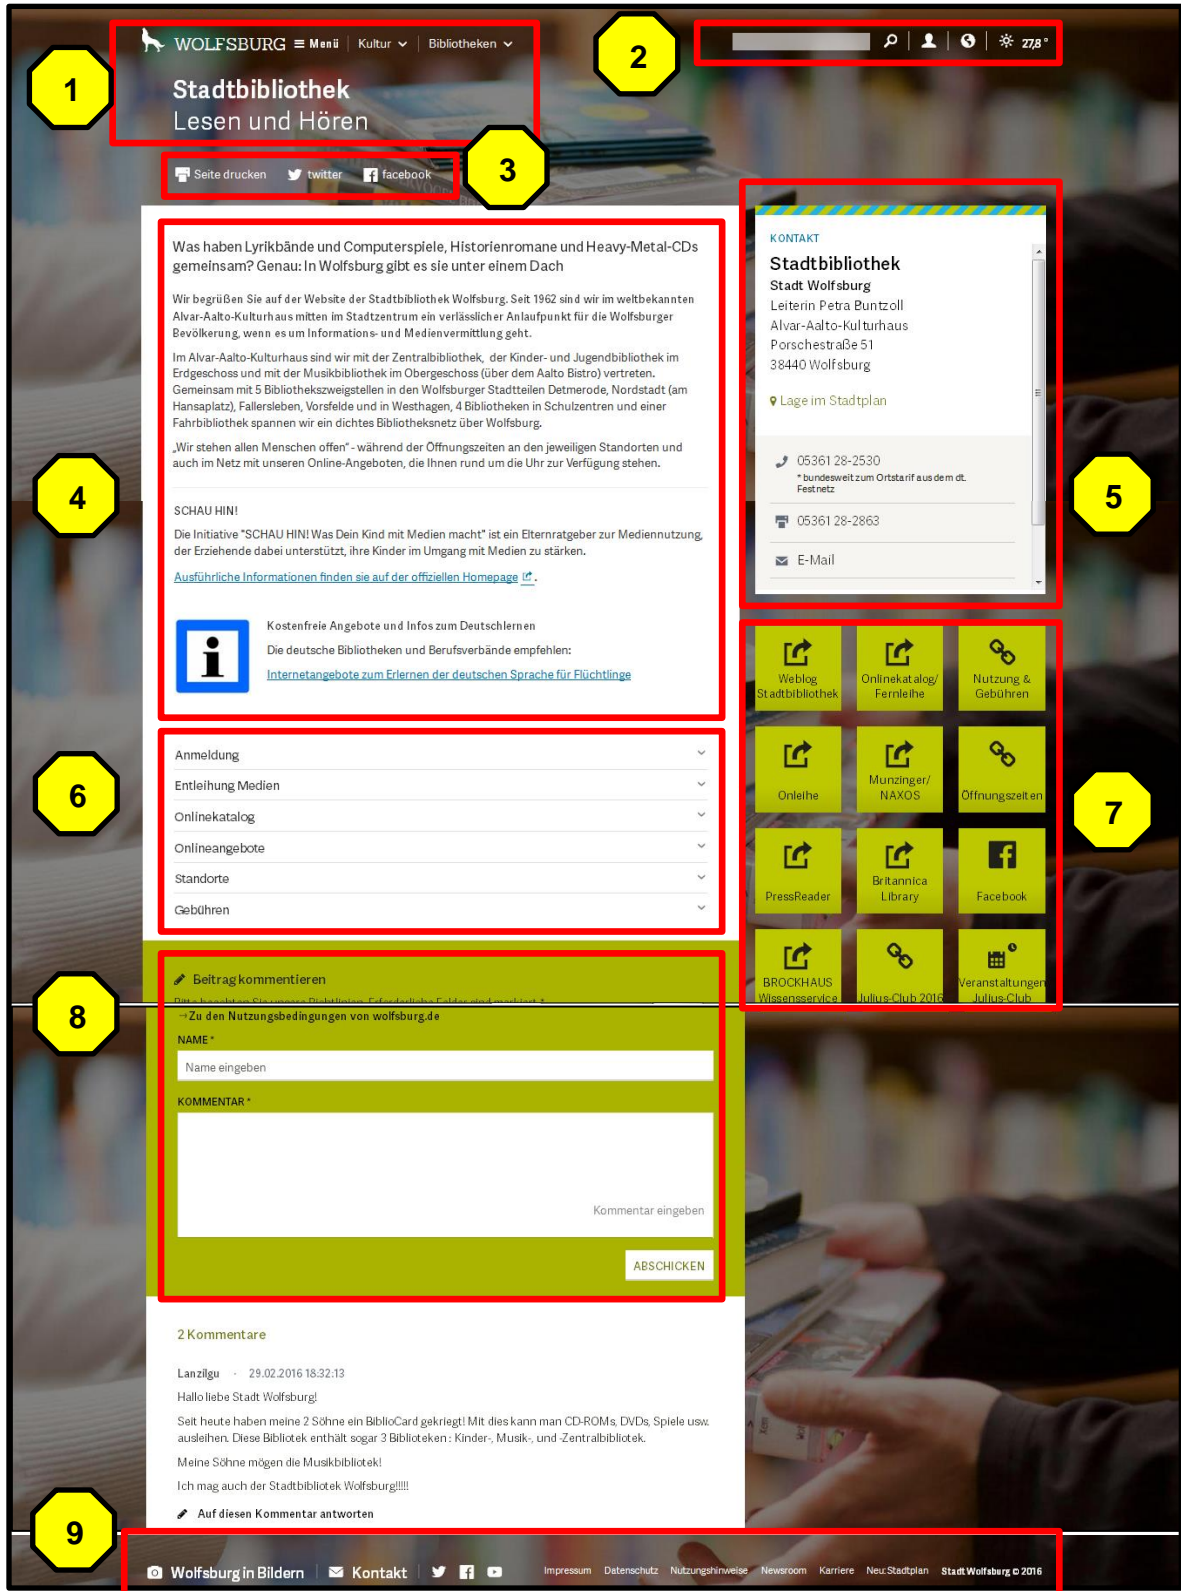 WOLFSBURG Menü Kultur Bibliotheken
27,8 °
1
2
Stadtbibliothek
Lesen und Hören
3
Seite drucken twitter facebook
Was haben Lyrikbände und Computerspiele, Historienromane und Heavy-Metal-CDs
gemeinsam? Genau: In Wolfsburg gibt es sie unter einem Dach
Wir begrüßen Sie auf der Website der Stadtbibliothek Wolfsburg. Seit 1962 sind wir im weltbekannten
Alvar-Aalto-Kulturhaus mitten im Stadtzentrum ein verlässlicher Anlaufpunkt für die Wolfsburger
Bevölkerung, wenn es um Informations- und Medienvermittlung geht.
Im Alvar-Aalto-Kulturhaus sind wir mit der Zentralbibliothek, der Kinder- und Jugendbibliothek im
Erdgeschoss und mit der Musikbibliothek im Obergeschoss (über dem Aalto Bistro) vertreten.
Gemeinsam mit 5 Bibliothekszweigstellen in den Wolfsburger Stadtteilen Detmerode, Nordstadt (am
Hansaplatz), Fallersleben, Vorsfelde und in Westhagen, 4 Bibliotheken in Schulzentren und einer
Fahrbibliothek spannen wir ein dichtes Bibliotheksnetz über Wolfsburg.
„Wir stehen allen Menschen offen“ - während der Öffnungszeiten an den jeweiligen Standorten und
auch im Netz mit unseren Online-Angeboten, die Ihnen rund um die Uhr zur Verfügung stehen.
4
SCHAU HIN!
Die Initiative "SCHAU HIN! Was Dein Kind mit Medien macht" ist ein Elternratgeber zur Mediennutzung,
der Erziehende dabei unterstützt, ihre Kinder im Umgang mit Medien zu stärken.
Ausführliche Informationen finden sie auf der offiziellen Homepage .
i
Kostenfreie Angebote und Infos zum Deutschlernen
Die deutsche Bibliotheken und Berufsverbände empfehlen:
Internetangebote zum Erlernen der deutschen Sprache für Flüchtlinge
KONTAKT
Stadtbibliothek
Stadt Wolfsburg
Leiterin Petra Buntzoll
Alvar-Aalto-Kulturhaus
Porschestraße 51
38440 Wolfsburg
Lage im Stadtplan
05361 28-2530
* bundesweit zum Ortstarif aus dem dt.
Festnetz
05361 28-2863
E-Mail
5
6
Anmeldung
Entleihung Medien
Onlinekatalog
Onlineangebote
Standorte
Gebühren
7
Weblog
Stadtbibliothek
Onlinekatalog/
Fernleihe
Nutzung &
Gebühren
Onleihe
Munzinger/
NAXOS
Öffnungszeiten
PressReader
Britannica
Library
Facebook
BROCKHAUS
Wissensservice
Julius-Club 2016
Veranstaltungen
Julius-Club
8
Beitrag kommentieren
Bitte beachten Sie unsere Richtlinien. Erforderliche Felder sind markiert *
→Zu den Nutzungsbedingungen von wolfsburg.de
NAME *
Name eingeben
KOMMENTAR *
Kommentar eingeben
ABSCHICKEN
2 Kommentare
Lanzilgu · 29.02.2016 18:32:13
Hallo liebe Stadt Wolfsburg!
Seit heute haben meine 2 Söhne ein BiblioCard gekriegt! Mit dies kann man CD-ROMs, DVDs, Spiele usw.
ausleihen. Diese Bibliotek enthält sogar 3 Biblioteken : Kinder-, Musik-, und -Zentralbibliotek.
Meine Söhne mögen die Musikbibliotek!
Ich mag auch der Stadtbibliotek Wolfsburg!!!!!
Auf diesen Kommentar antworten
9
Wolfsburg in Bildern Kontakt
Impressum Datenschutz Nutzungshinweise Newsroom Karriere Neu: Stadtplan Stadt Wolfsburg © 2016